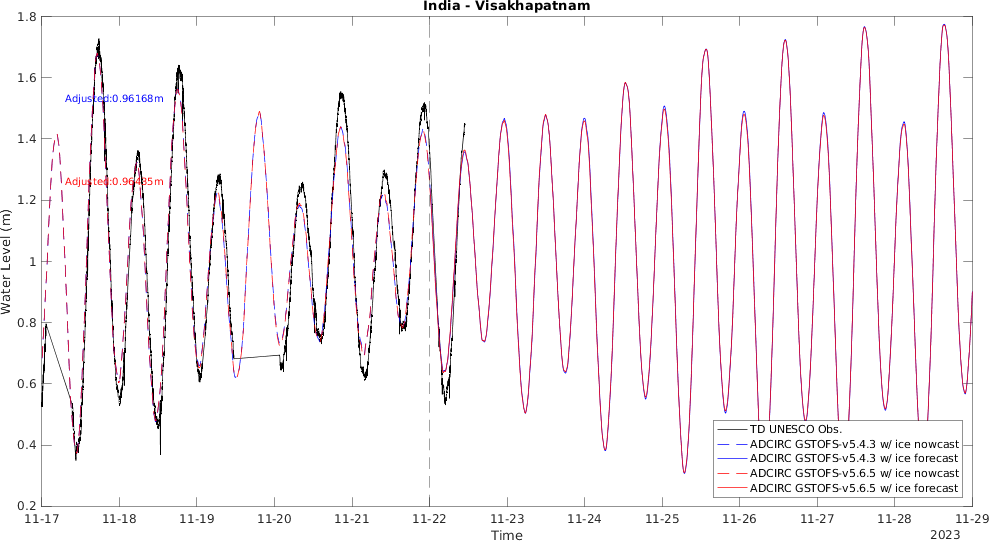 India - Visakhapatnam
Water Level (m)
1.8
1.6
1.4
1.2
1
0.8
0.6
0.4
0.2
Adjusted:0.96168m
Adjusted:0.96485m
TD UNESCO Obs.
ADCIRC GSTOFS-v5.4.3 w/ ice nowcast
ADCIRC GSTOFS-v5.4.3 w/ ice forecast
ADCIRC GSTOFS-v5.6.5 w/ ice nowcast
ADCIRC GSTOFS-v5.6.5 w/ ice forecast
11-17 11-18 11-19 11-20 11-21 11-22 11-23 11-24 11-25 11-26 11-27 11-28 11-29
Time
2023